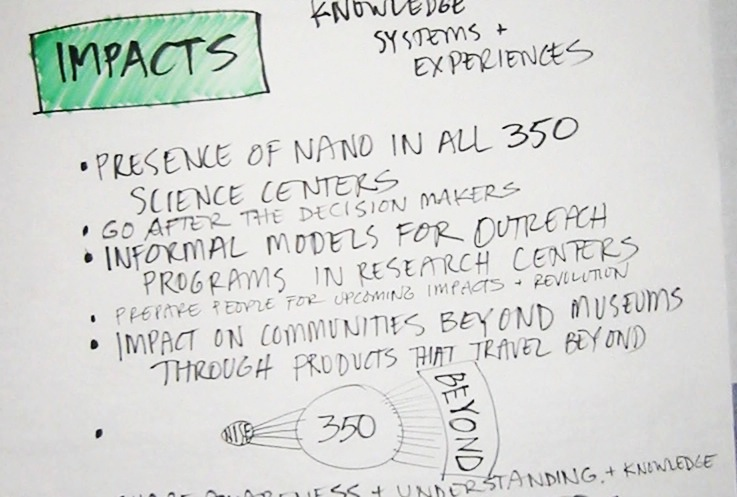 KNOWLEDGE
SYSTEMS +
EXPERIENCES
IMPACTS
• PRESENCE OF NANO IN ALL 350
SCIENCE CENTERS
• GO AFTER THE DECISION MAKERS
• INFORMAL MODELS FOR OUTREACH
PROGRAMS IN RESEARCH CENTERS
• PREPARE PEOPLE FOR UPCOMING IMPACTS + REVOLUTION
• IMPACT ON COMMUNITIES BEYOND MUSEUMS
THROUGH PRODUCTS THAT TRAVEL BEYOND
• NISE 350 BEYOND
AWARENESS + UNDERSTANDING. + KNOWLEDGE